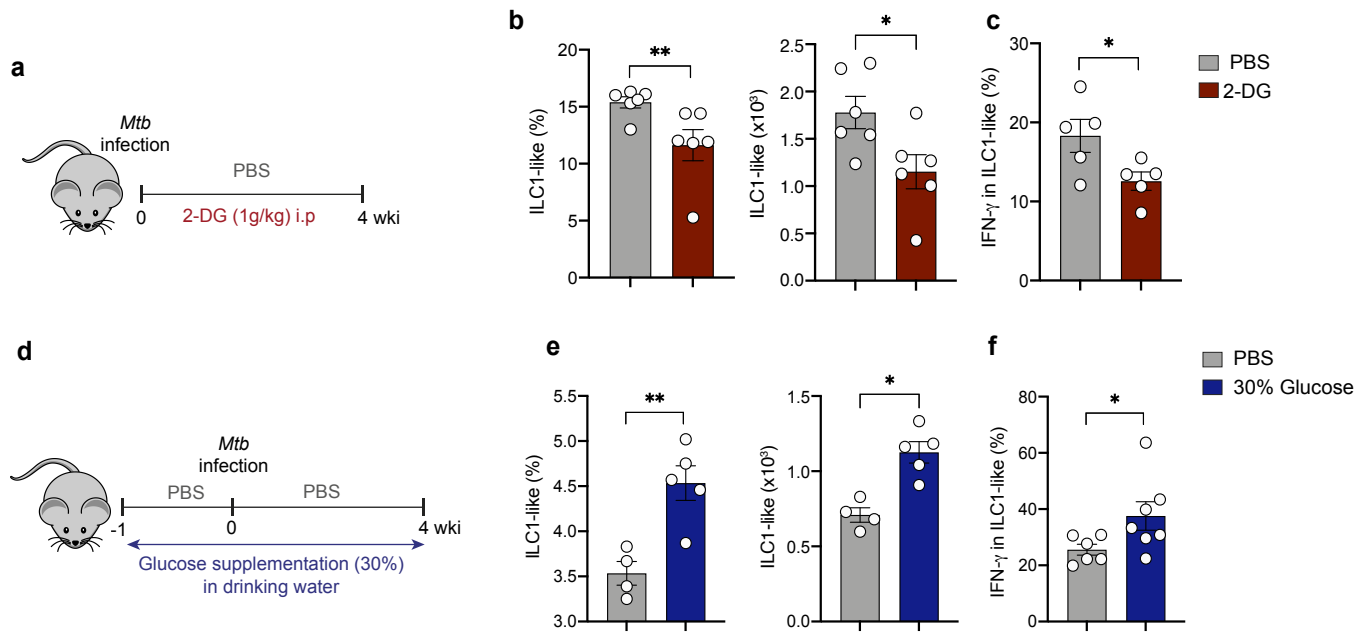 a
Mtb
infection
PBS
0
4 wki
2-DG (1g/kg) i.p
b
ILC1-like (%)
20
15
10
5
0
**
ILC1-like (x10³)
2.5
2.0
1.5
1.0
0.5
0.0
*
c
IFN-γ in ILC1-like (%)
30
20
10
0
*
PBS
2-DG
d
Mtb
infection
PBS
PBS
-1
0
4 wki
Glucose supplementation (30%)
in drinking water
e
ILC1-like (%)
5.5
5.0
4.5
4.0
3.5
3.0
**
ILC1-like (x10³)
1.5
1.0
0.5
0.0
*
f
IFN-γ in ILC1-like (%)
80
60
40
20
0
*
PBS
30% Glucose